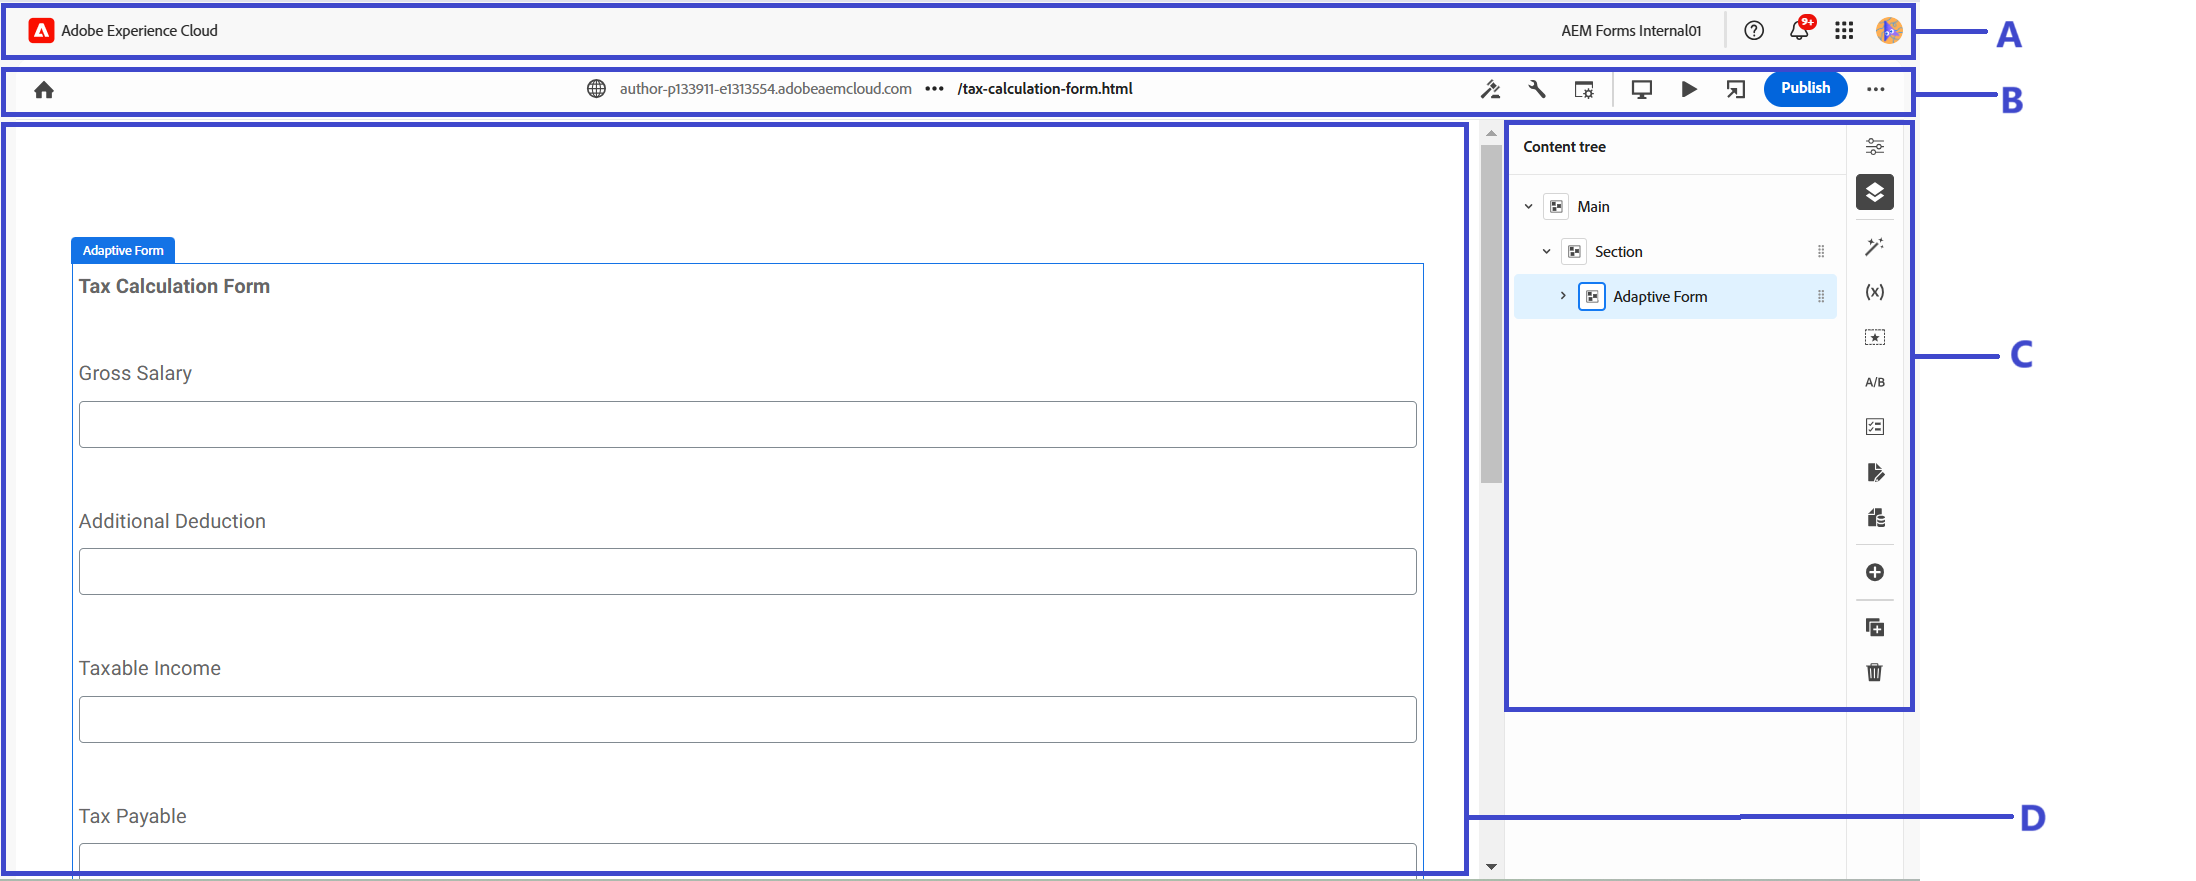 Adobe Experience Cloud
AEM Forms Internal01
9+
A
author-p133911-e1313554.adobeaemcloud.com ••• /tax-calculation-form.html
Publish
B
Adaptive Form
Tax Calculation Form
Gross Salary
Additional Deduction
Taxable Income
Tax Payable
Content tree
Main
Section
Adaptive Form
(x)
A/B
C
D